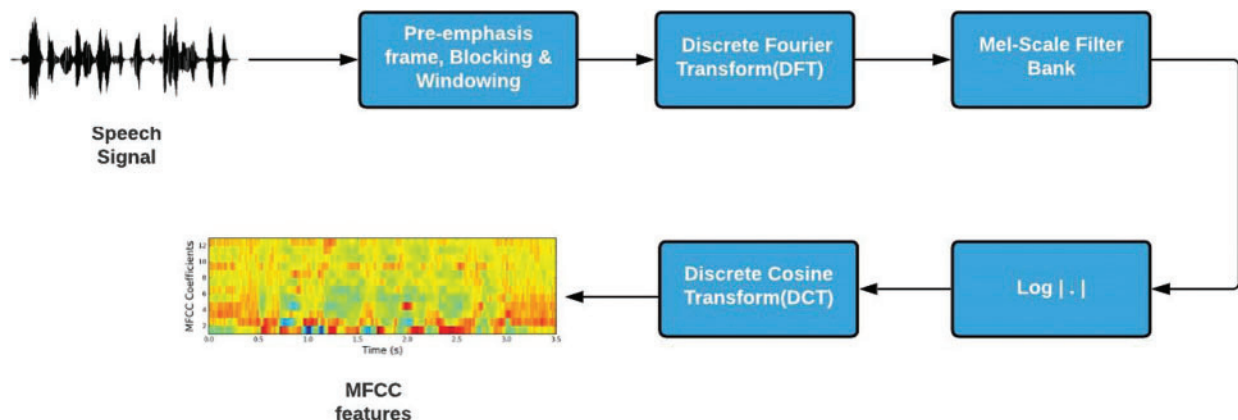 Speech
Signal
Pre-emphasis
frame, Blocking &
Windowing
Discrete Fourier
Transform(DFT)
Mel-Scale Filter
Bank
Log | . |
Discrete Cosine
Transform(DCT)
MFCC Coefficients
12
10
8
6
4
2
0.0 0.5 1.0 1.5 2.0 2.5 3.0 3.5
Time (s)
MFCC
features